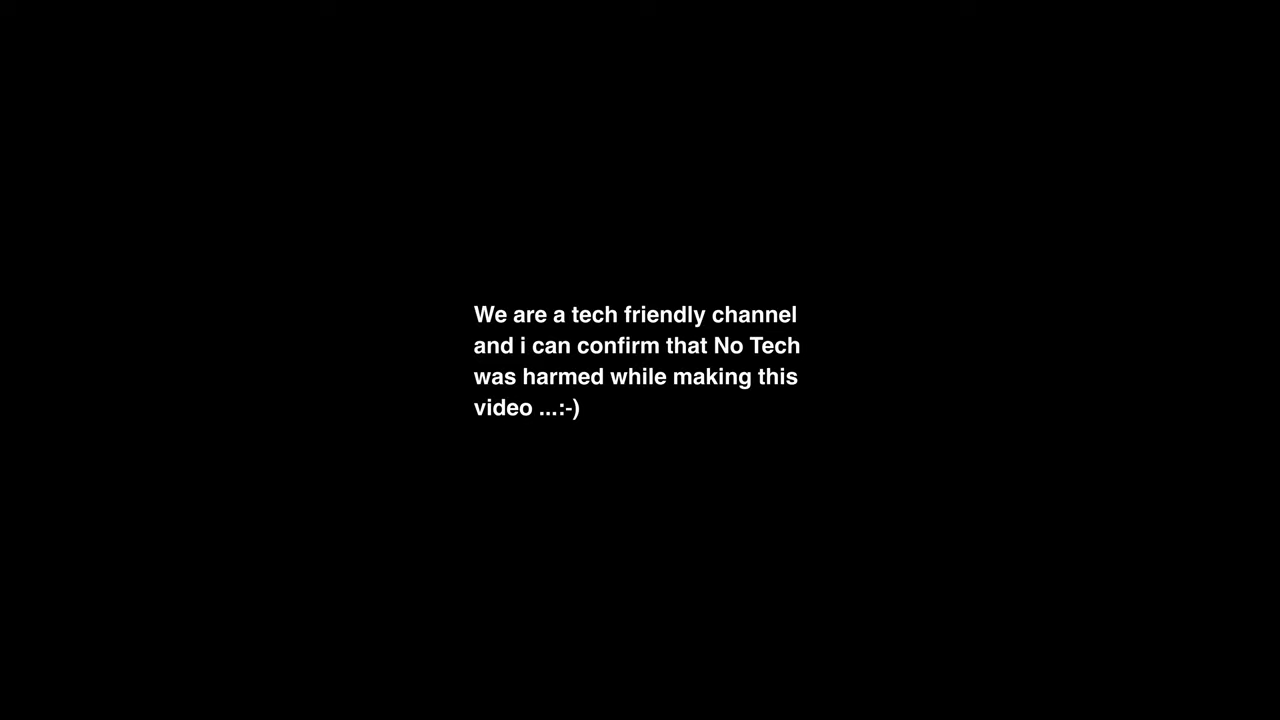 We are a tech friendly channel
and i can confirm that No Tech
was harmed while making this
video ...:-)